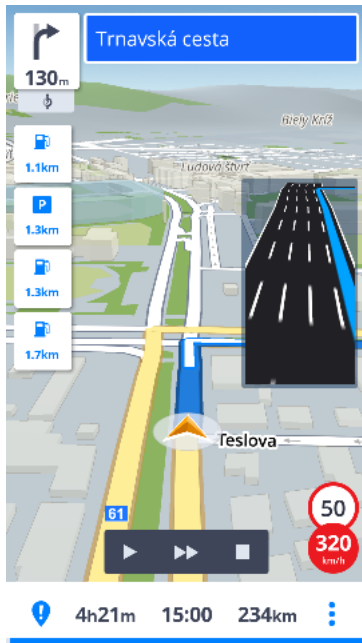 Trnavská cesta
130m
Biely Kríž
Ludová štvrť
1.1km
P
1.3km
1.3km
1.7km
Teslova
61
50
320
km/h
4h21m 15:00 234km